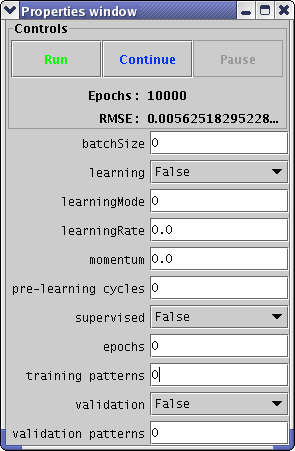 Properties window
Controls
Run Continue Pause
Epochs : 10000
RMSE : 0.00562518295228...
batchSize 0
learning False
learningMode 0
learningRate 0.0
momentum 0.0
pre-learning cycles 0
supervised False
epochs 0
training patterns 0
validation False
validation patterns 0